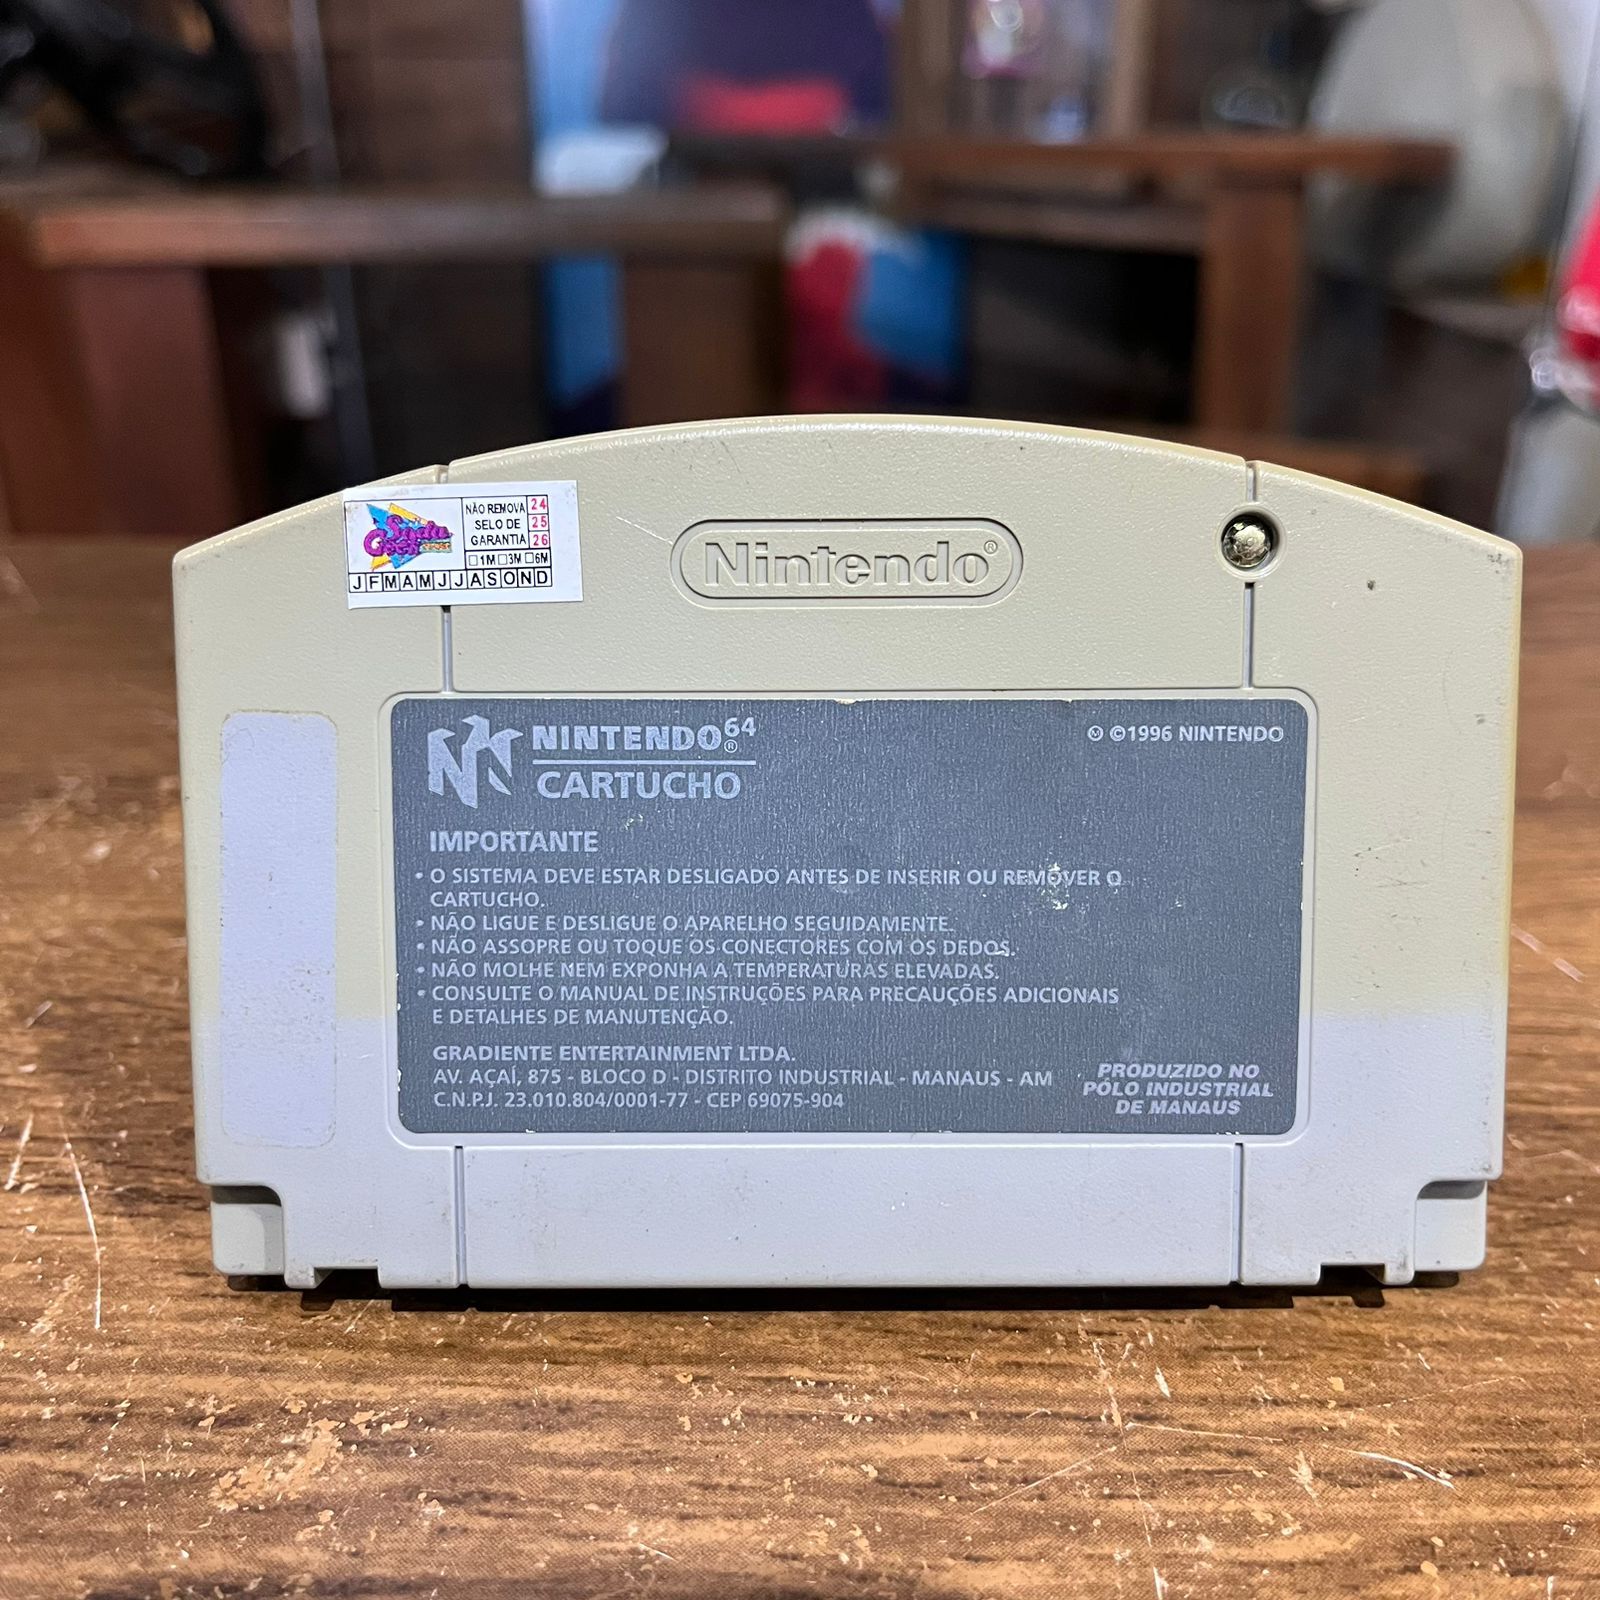 NÃO REMOVA 24
SELO DE 25
GARANTIA 26
1M 3M 6M
J F M A M J J A S O N D
Nintendo®
NINTENDO64®
CARTUCHO
Ⓜ ©1996 NINTENDO
IMPORTANTE
• O SISTEMA DEVE ESTAR DESLIGADO ANTES DE INSERIR OU REMOVER O
CARTUCHO.
• NÃO LIGUE E DESLIGUE O APARELHO SEGUIDAMENTE.
• NÃO ASSOPRE OU TOQUE OS CONECTORES COM OS DEDOS.
• NÃO MOLHE NEM EXPONHA A TEMPERATURAS ELEVADAS.
• CONSULTE O MANUAL DE INSTRUÇÕES PARA PRECAUÇÕES ADICIONAIS
E DETALHES DE MANUTENÇÃO.
GRADIENTE ENTERTAINMENT LTDA.
AV. AÇAÍ, 875 - BLOCO D - DISTRITO INDUSTRIAL - MANAUS - AM
C.N.P.J. 23.010.804/0001-77 - CEP 69075-904
PRODUZIDO NO
PÓLO INDUSTRIAL
DE MANAUS